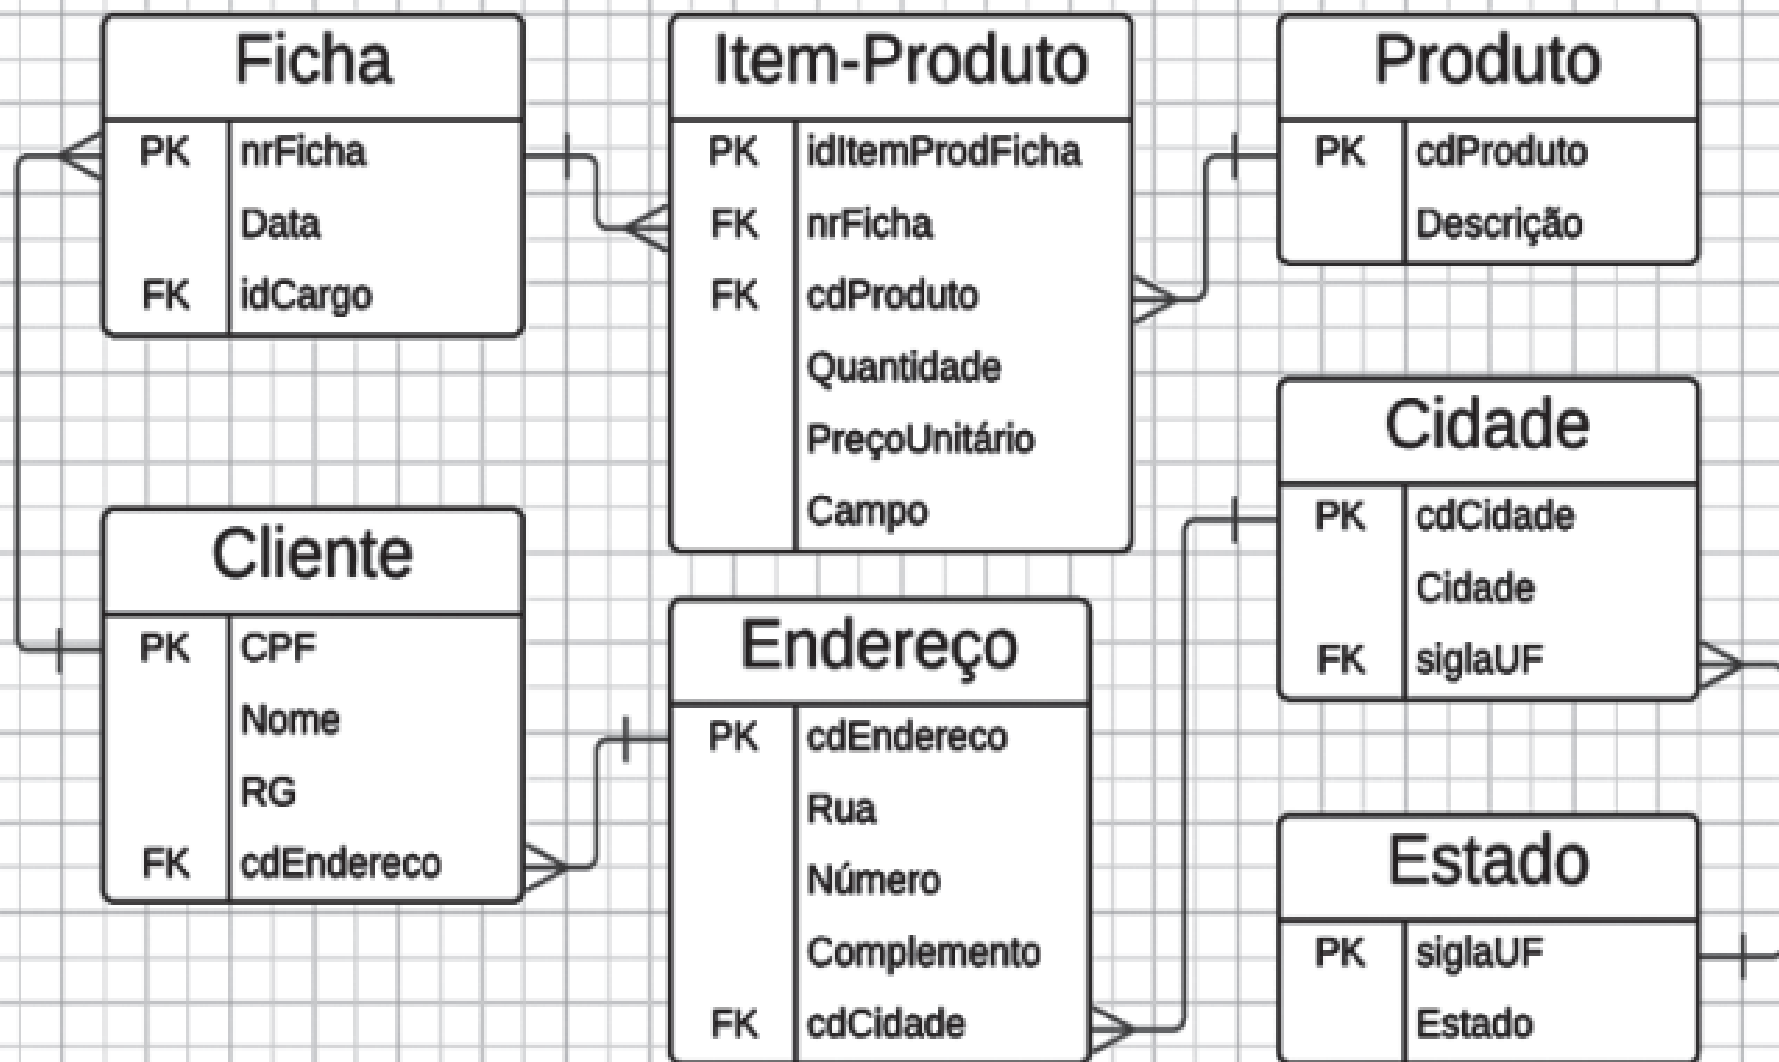 Ficha
PK nrFicha
Data
FK idCargo
Item-Produto
PK idItemProdFicha
FK nrFicha
FK cdProduto
Quantidade
PreçoUnitário
Campo
Produto
PK cdProduto
Descrição
Cliente
PK CPF
Nome
RG
FK cdEndereco
Endereço
PK cdEndereco
Rua
Número
Complemento
FK cdCidade
Cidade
PK cdCidade
Cidade
FK siglaUF
Estado
PK siglaUF
Estado